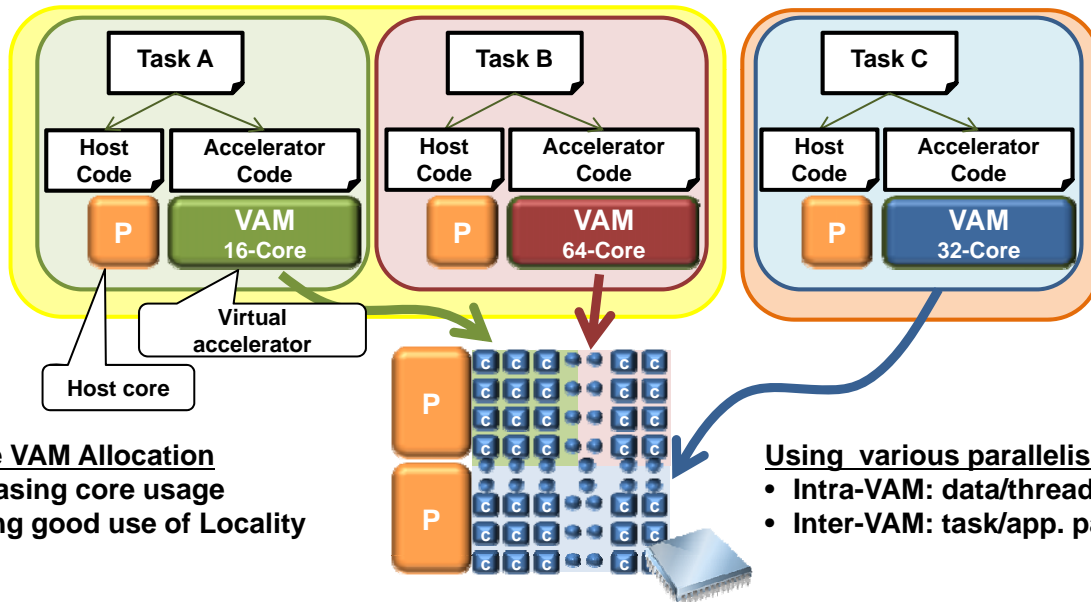 Task A
Task B
Task C
Host
Code
Accelerator
Code
Host
Code
Accelerator
Code
Host
Code
Accelerator
Code
P
VAM
16-Core
P
VAM
64-Core
P
VAM
32-Core
Virtual
accelerator
Host core
P
c c c c c
c c c c c
c c c c c
c c c c c
P
c c c c c
c c c c c
c c c c c
e VAM Allocation
asing core usage
ng good use of Locality
Using various parallelis
• Intra-VAM: data/thread
• Inter-VAM: task/app. pa